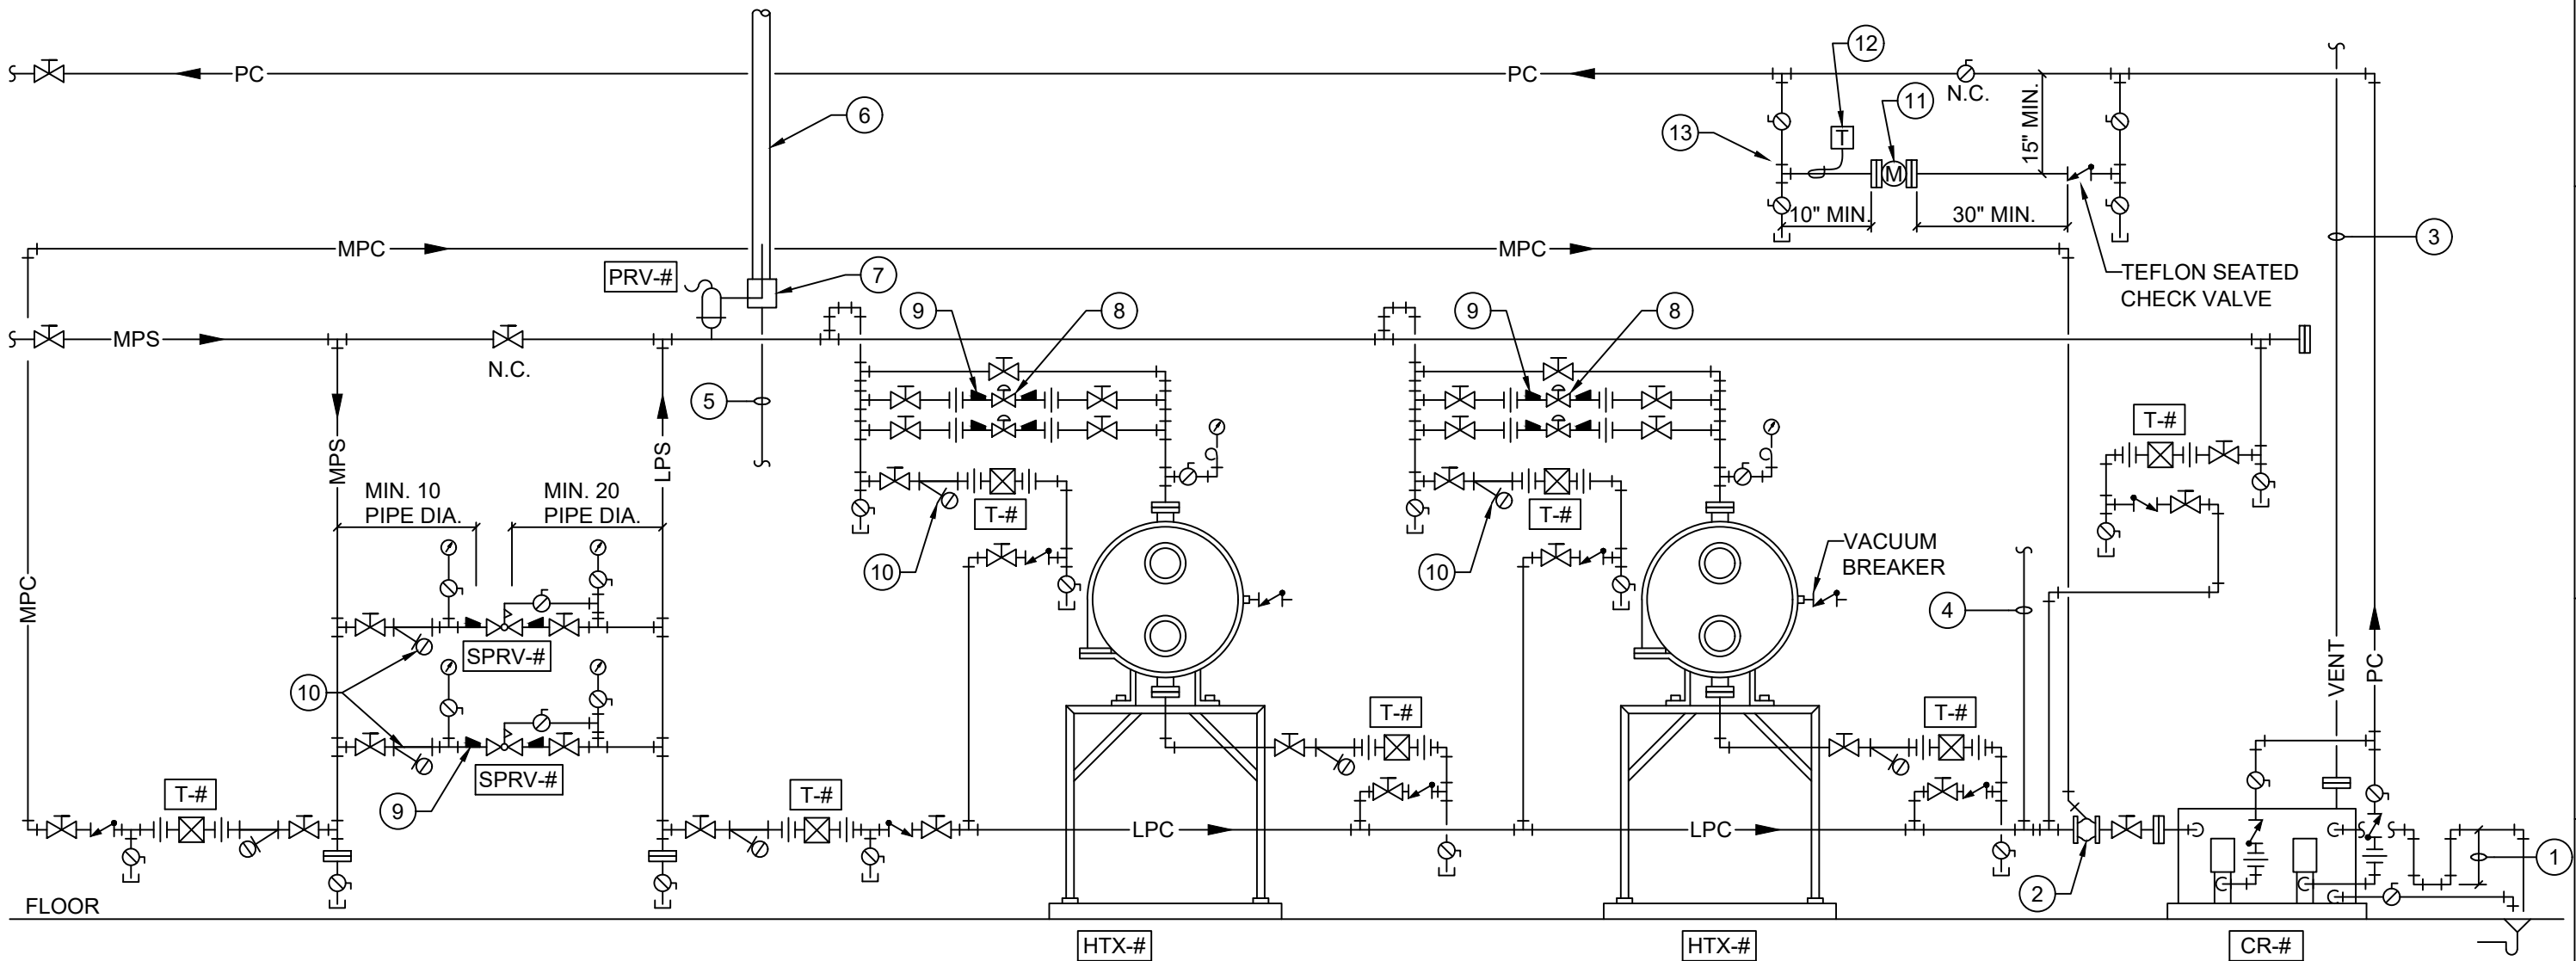 12
PC
PC
N.C.
11
6
13
T
15" MIN.
M
10" MIN.
30" MIN.
3
MPC
MPC
PRV-#
7
TEFLON SEATED
CHECK VALVE
9
8
9
8
MPS
N.C.
5
MPS
LPS
T-#
MIN. 10
PIPE DIA.
MIN. 20
PIPE DIA.
T-#
T-#
10
10
VACUUM
BREAKER
MPC
4
SPRV-#
VENT
PC
10
T-#
T-#
SPRV-#
T-#
9
T-#
LPC
LPC
1
2
FLOOR
HTX-#
HTX-#
CR-#